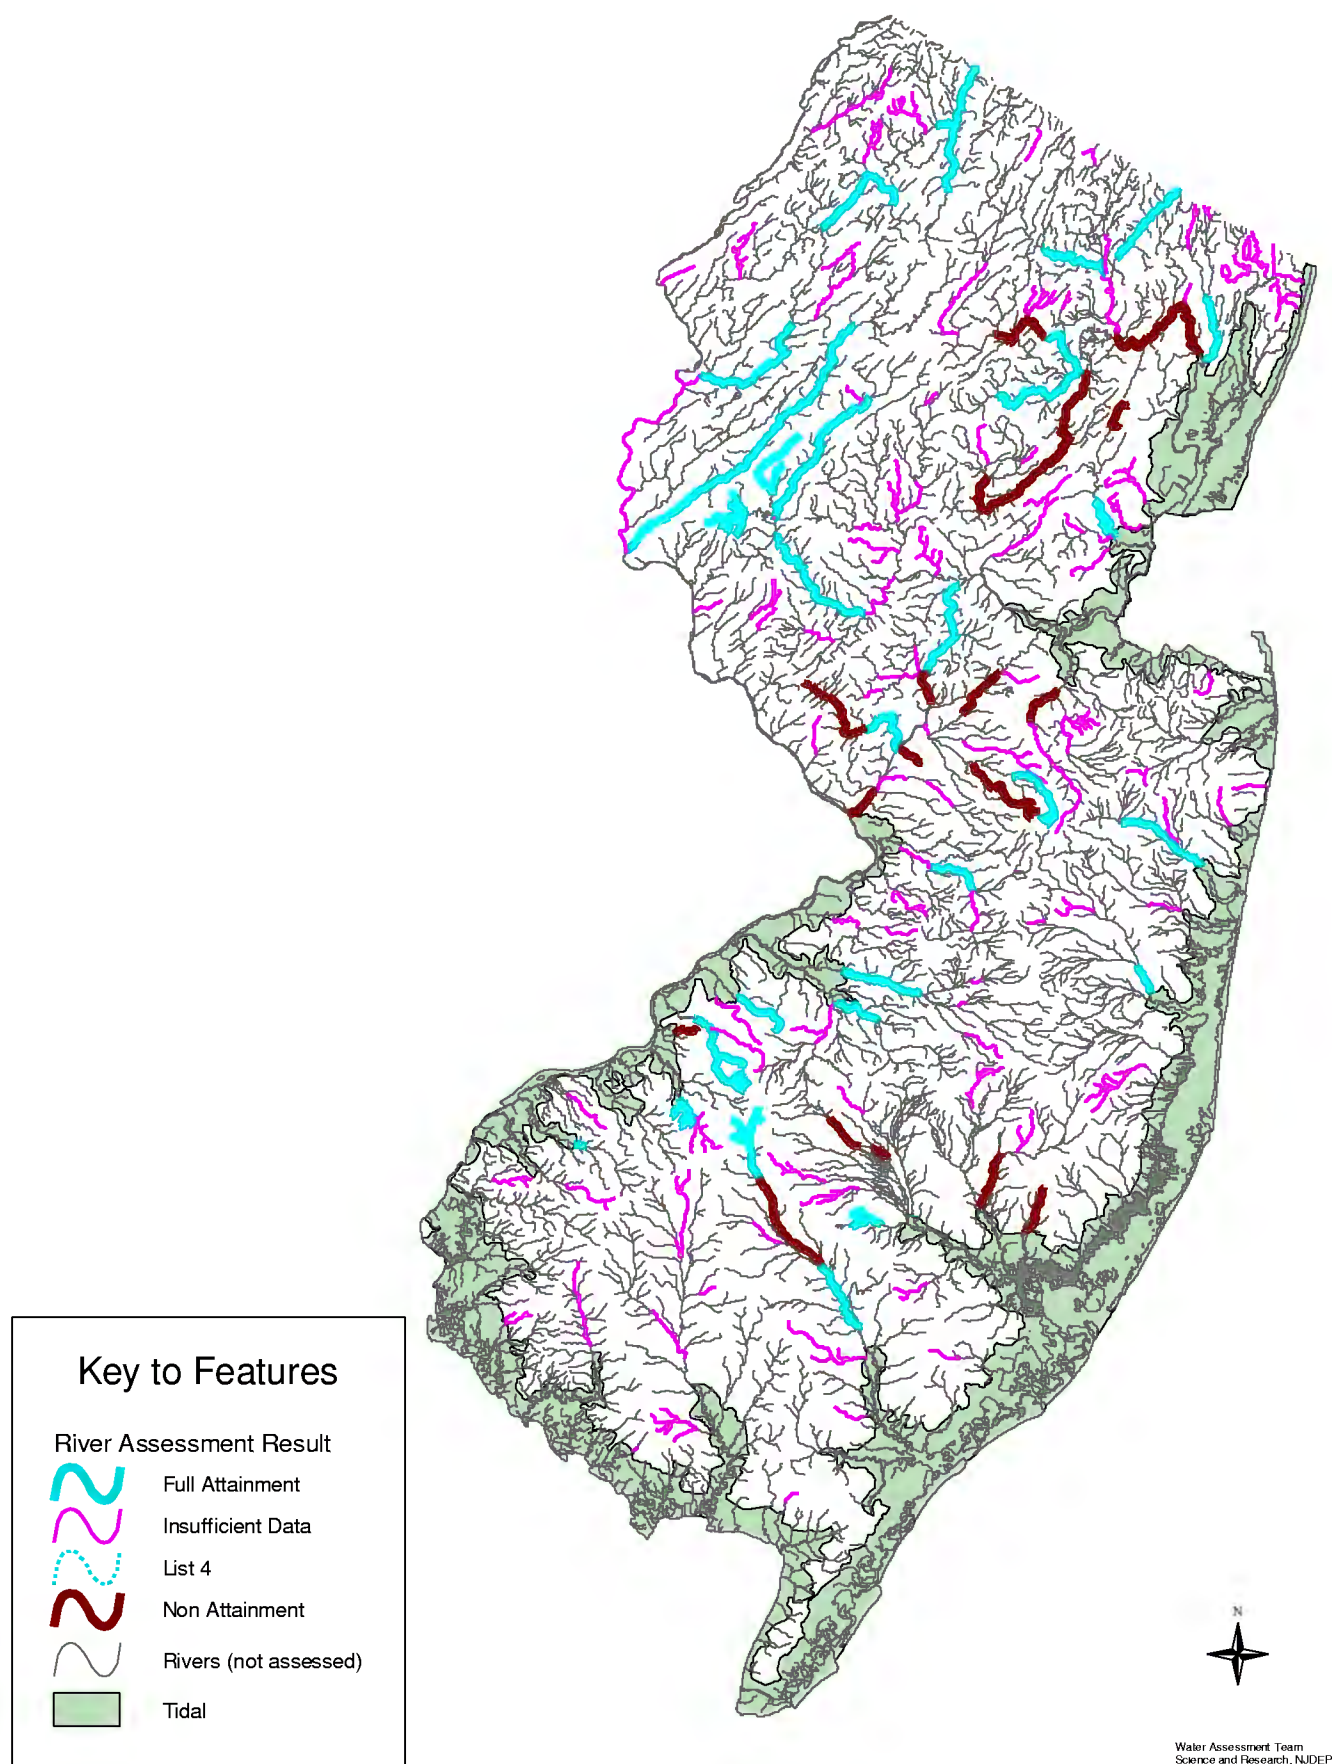 Key to Features
River Assessment Result
Full Attainment
Insufficient Data
List 4
Non Attainment
Rivers (not assessed)
Tidal
N
Water Assessment Team
Science and Research, NJDEP